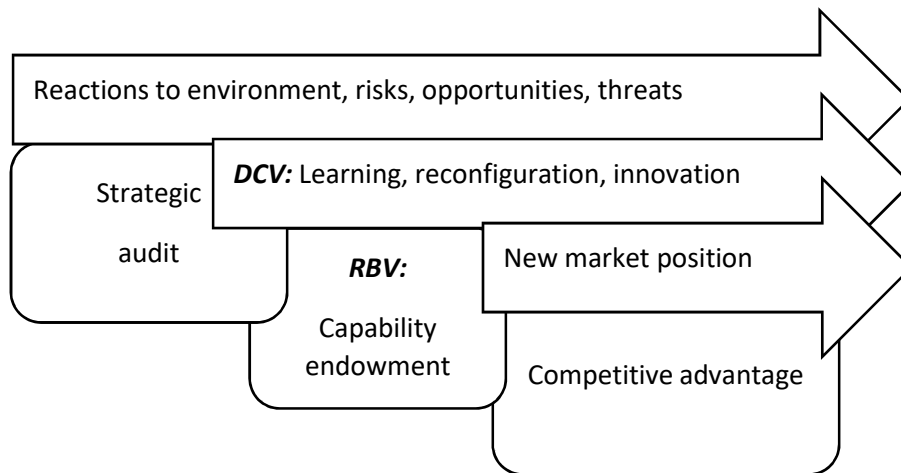 Reactions to environment, risks, opportunities, threats
Strategic
audit
DCV: Learning, reconfiguration, innovation
RBV:
Capability
endowment
New market position
Competitive advantage